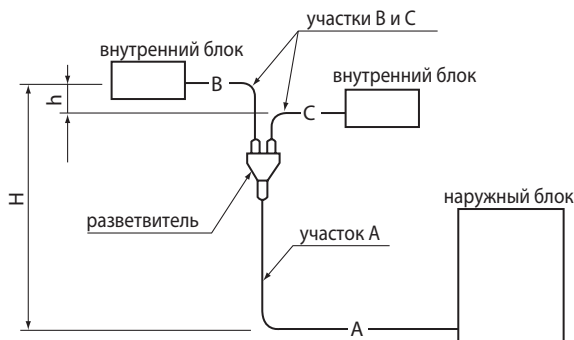 участки B и C
внутренний блок
внутренний блок
B
h
C
H
разветвитель
наружный блок
участок A
A